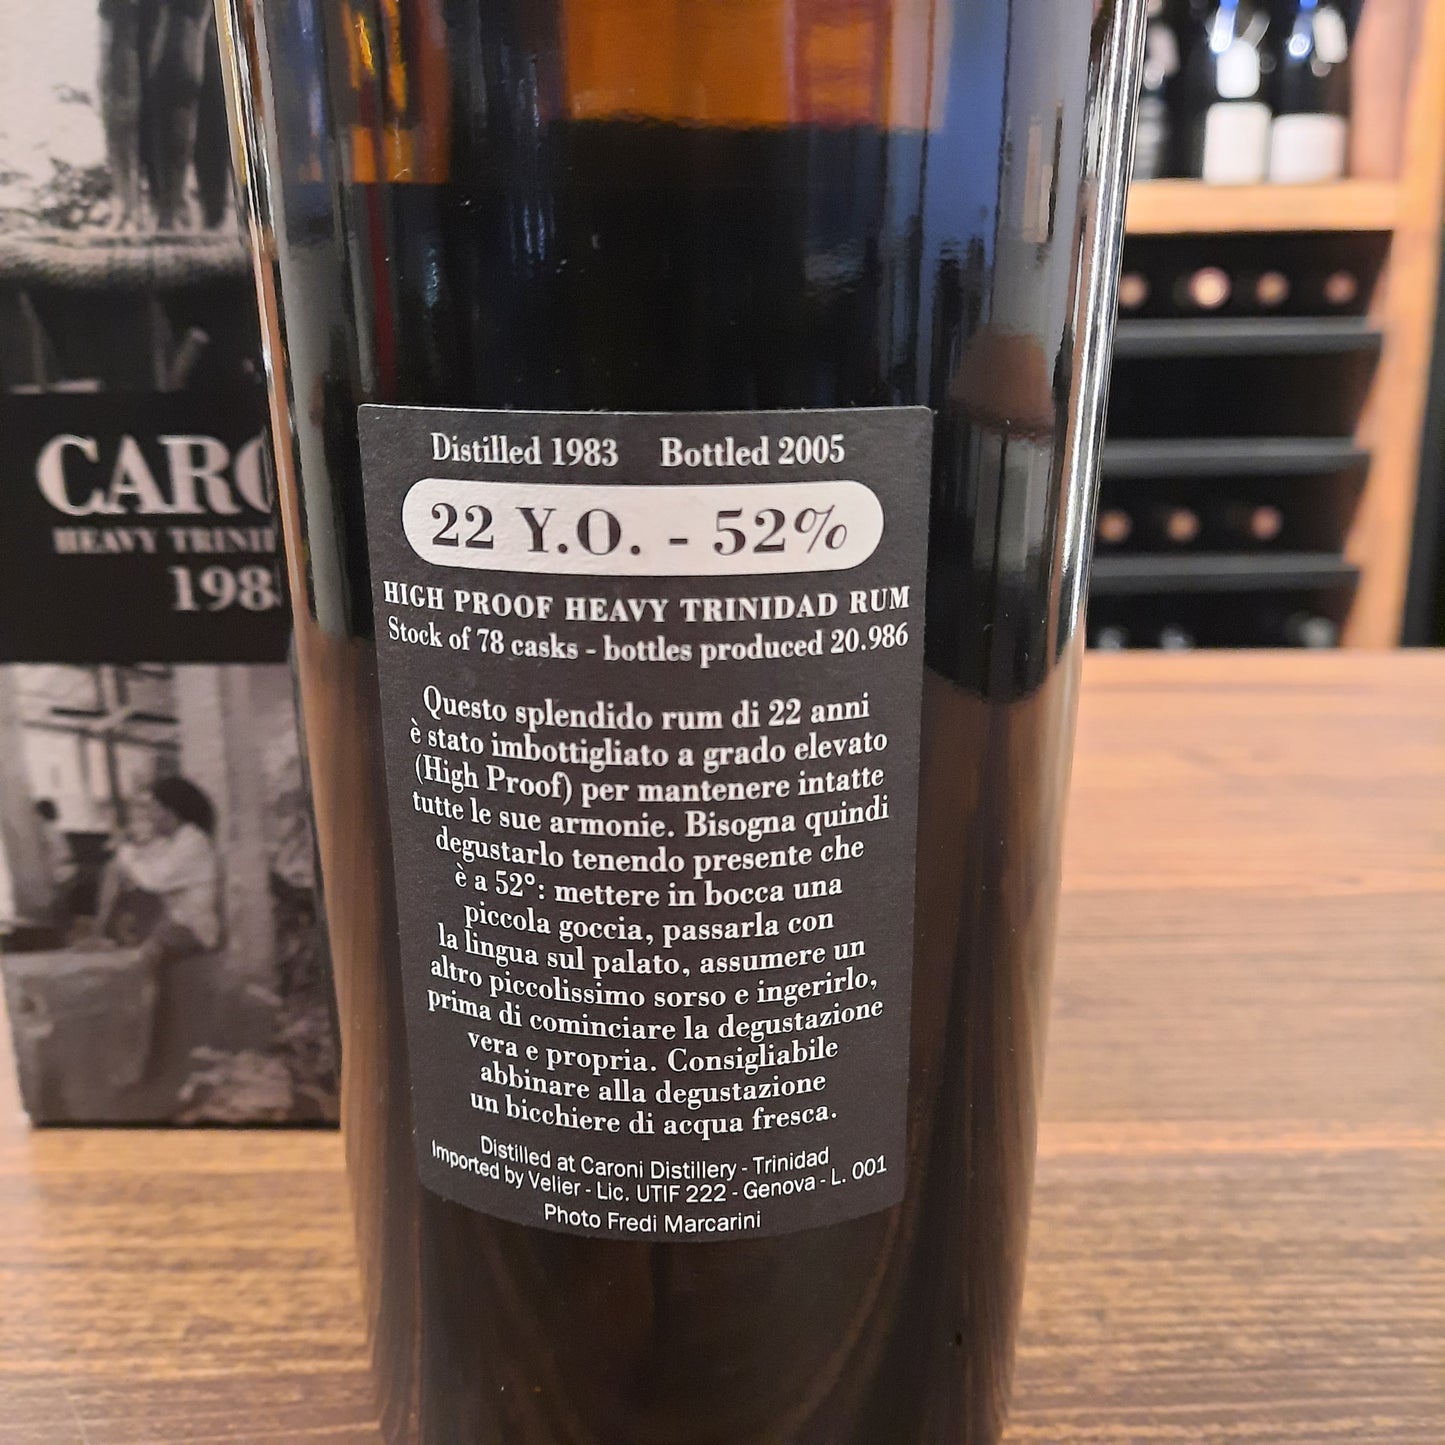 CARO
HEAVY
198
Distilled 1983 Bottled 2005
22 Y.O. - 52%
HIGH PROOF HEAVY TRINIDAD RUM
Stock of 78 casks - bottles produced 20.986
Questo splendido rum di 22 anni
è stato imbottigliato a grado elevato
(High Proof) per mantenere intatte
tutte le sue armonie. Bisogna quindi
degustarlo tenendo presente che
è a 52°: mettere in bocca una
piccola goccia, passarla con
la lingua sul palato, assumere un
altro piccolissimo sorso e ingerirlo,
prima di cominciare la degustazione
vera e propria. Consigliabile
abbinare alla degustazione
un bicchiere di acqua fresca.
Distilled at Caroni Distillery - Trinidad
Imported by Velier - Lic. UTIF 222 - Genova - L. 001
Photo Fredi Marcarini